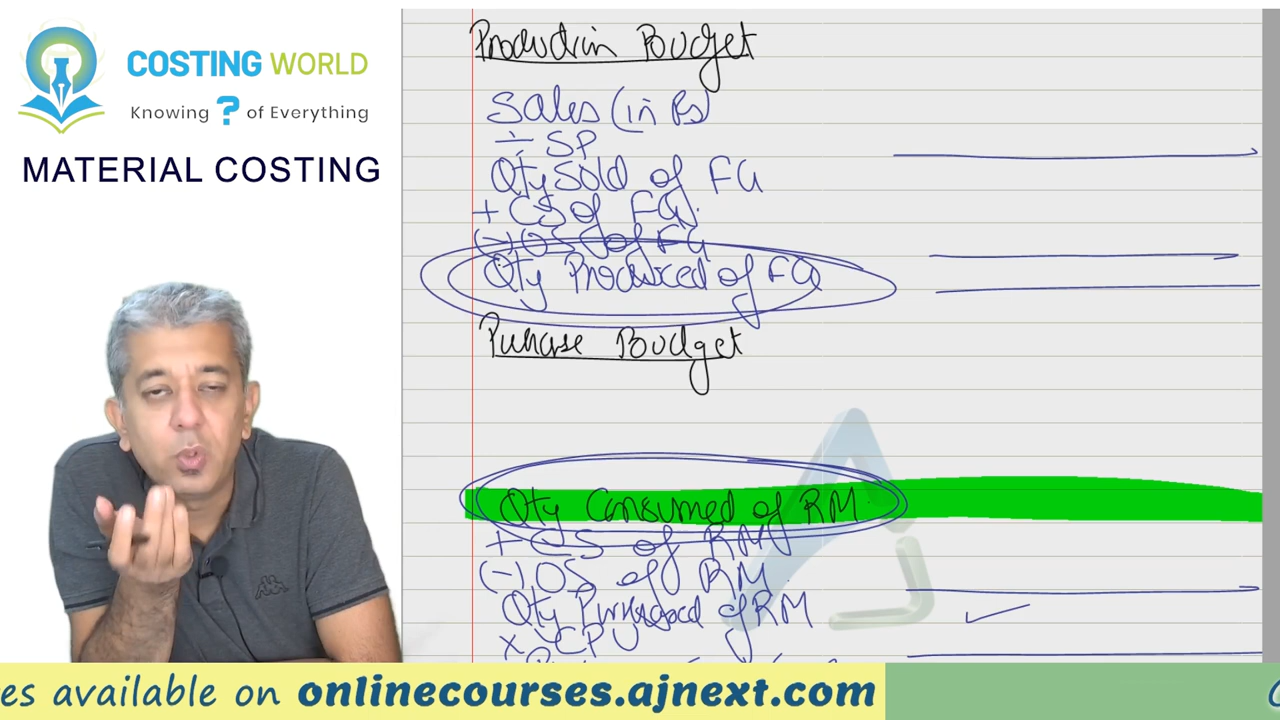 COSTING WORLD
Knowing ? of Everything
MATERIAL COSTING
Production Budget
Sales (in Rs)
÷ SP
Qty Sold of FG
+ CS of FG
(-) OS of FG
Qty Produced of FG
Puhase Budget
Qty Consumed of RM
+ CS of RM
(-) OS of RM
Qty Purchased of RM
× CP
es available on onlinecourses.ajnext.com